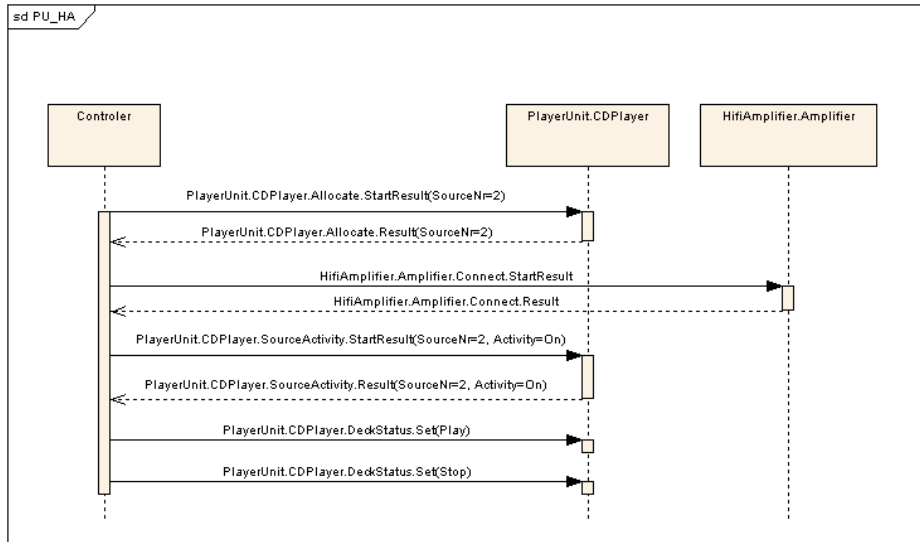 sd PU_HA
Controler
PlayerUnit.CDPlayer
HifiAmplifier.Amplifier
PlayerUnit.CDPlayer.Allocate.StartResult(SourceNr=2)
PlayerUnit.CDPlayer.Allocate.Result(SourceNr=2)
HifiAmplifier.Amplifier.Connect.StartResult
HifiAmplifier.Amplifier.Connect.Result
PlayerUnit.CDPlayer.SourceActivity.StartResult(SourceNr=2, Activity=On)
PlayerUnit.CDPlayer.SourceActivity.Result(SourceNr=2, Activity=On)
PlayerUnit.CDPlayer.DeckStatus.Set(Play)
PlayerUnit.CDPlayer.DeckStatus.Set(Stop)